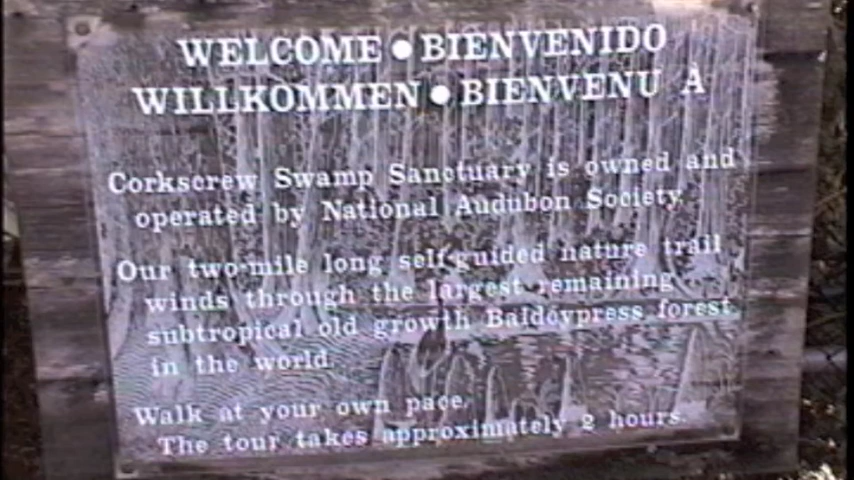 WELCOME ● BIENVENIDO
WILLKOMMEN ● BIENVENU À
Corkscrew Swamp Sanctuary is owned and
operated by National Audubon Society.
Our two-mile long self-guided nature trail
winds through the largest remaining
subtropical old growth Baldcypress forest
in the world.
Walk at your own pace.
The tour takes approximately 2 hours.